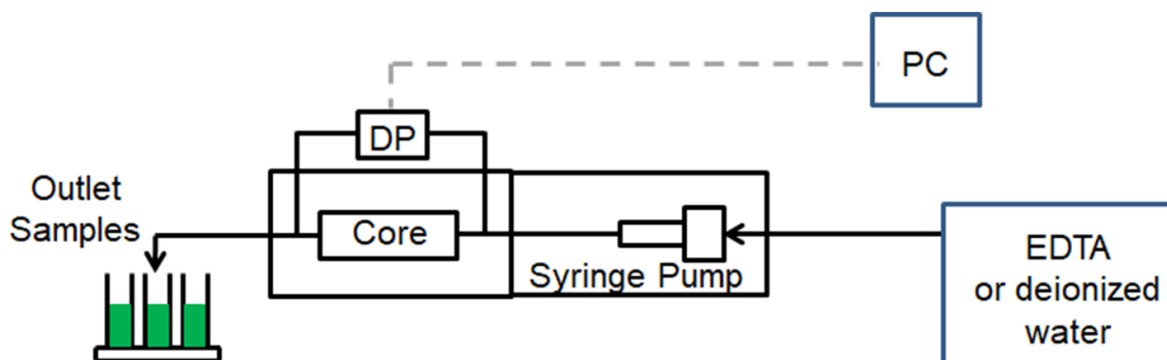 PC
DP
Outlet
Samples
Core
Syringe Pump
EDTA
or deionized
water